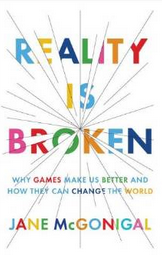 REALITY
IS
BROKEN
WHY GAMES MAKE US BETTER AND
HOW THEY CAN CHANGE THE WORLD
JANE McGONIGAL